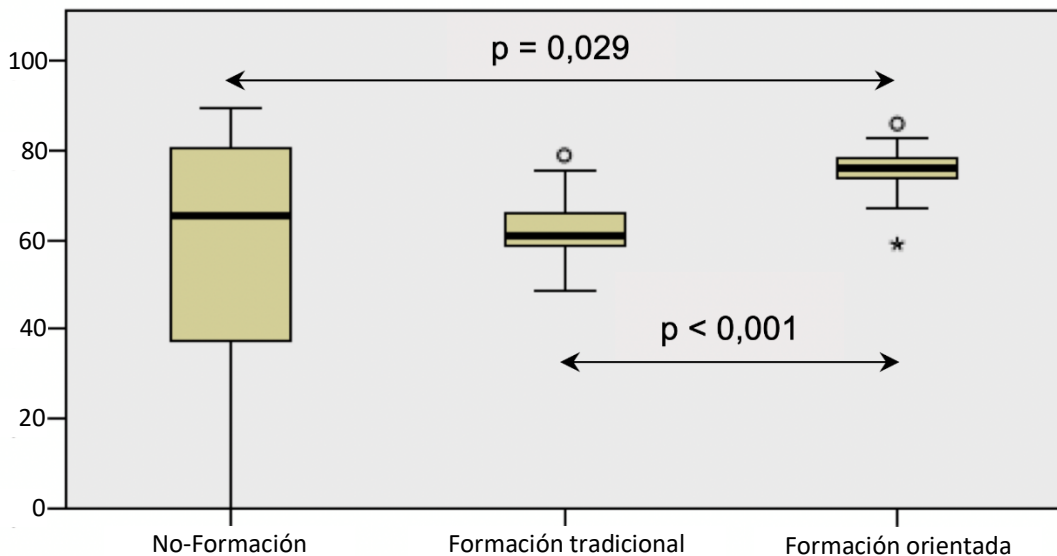 100
80
60
40
20
0
p = 0,029
p < 0,001
No-Formación
Formación tradicional
Formación orientada